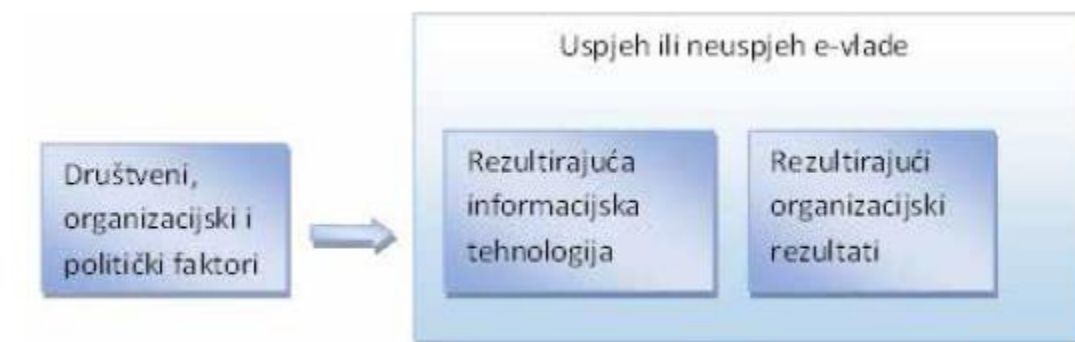 Uspjeh ili neuspjeh e-vlade
Društveni,
organizacijski i
politički faktori
Rezultirajuća
informacijska
tehnologija
Rezultirajući
organizacijski
rezultati